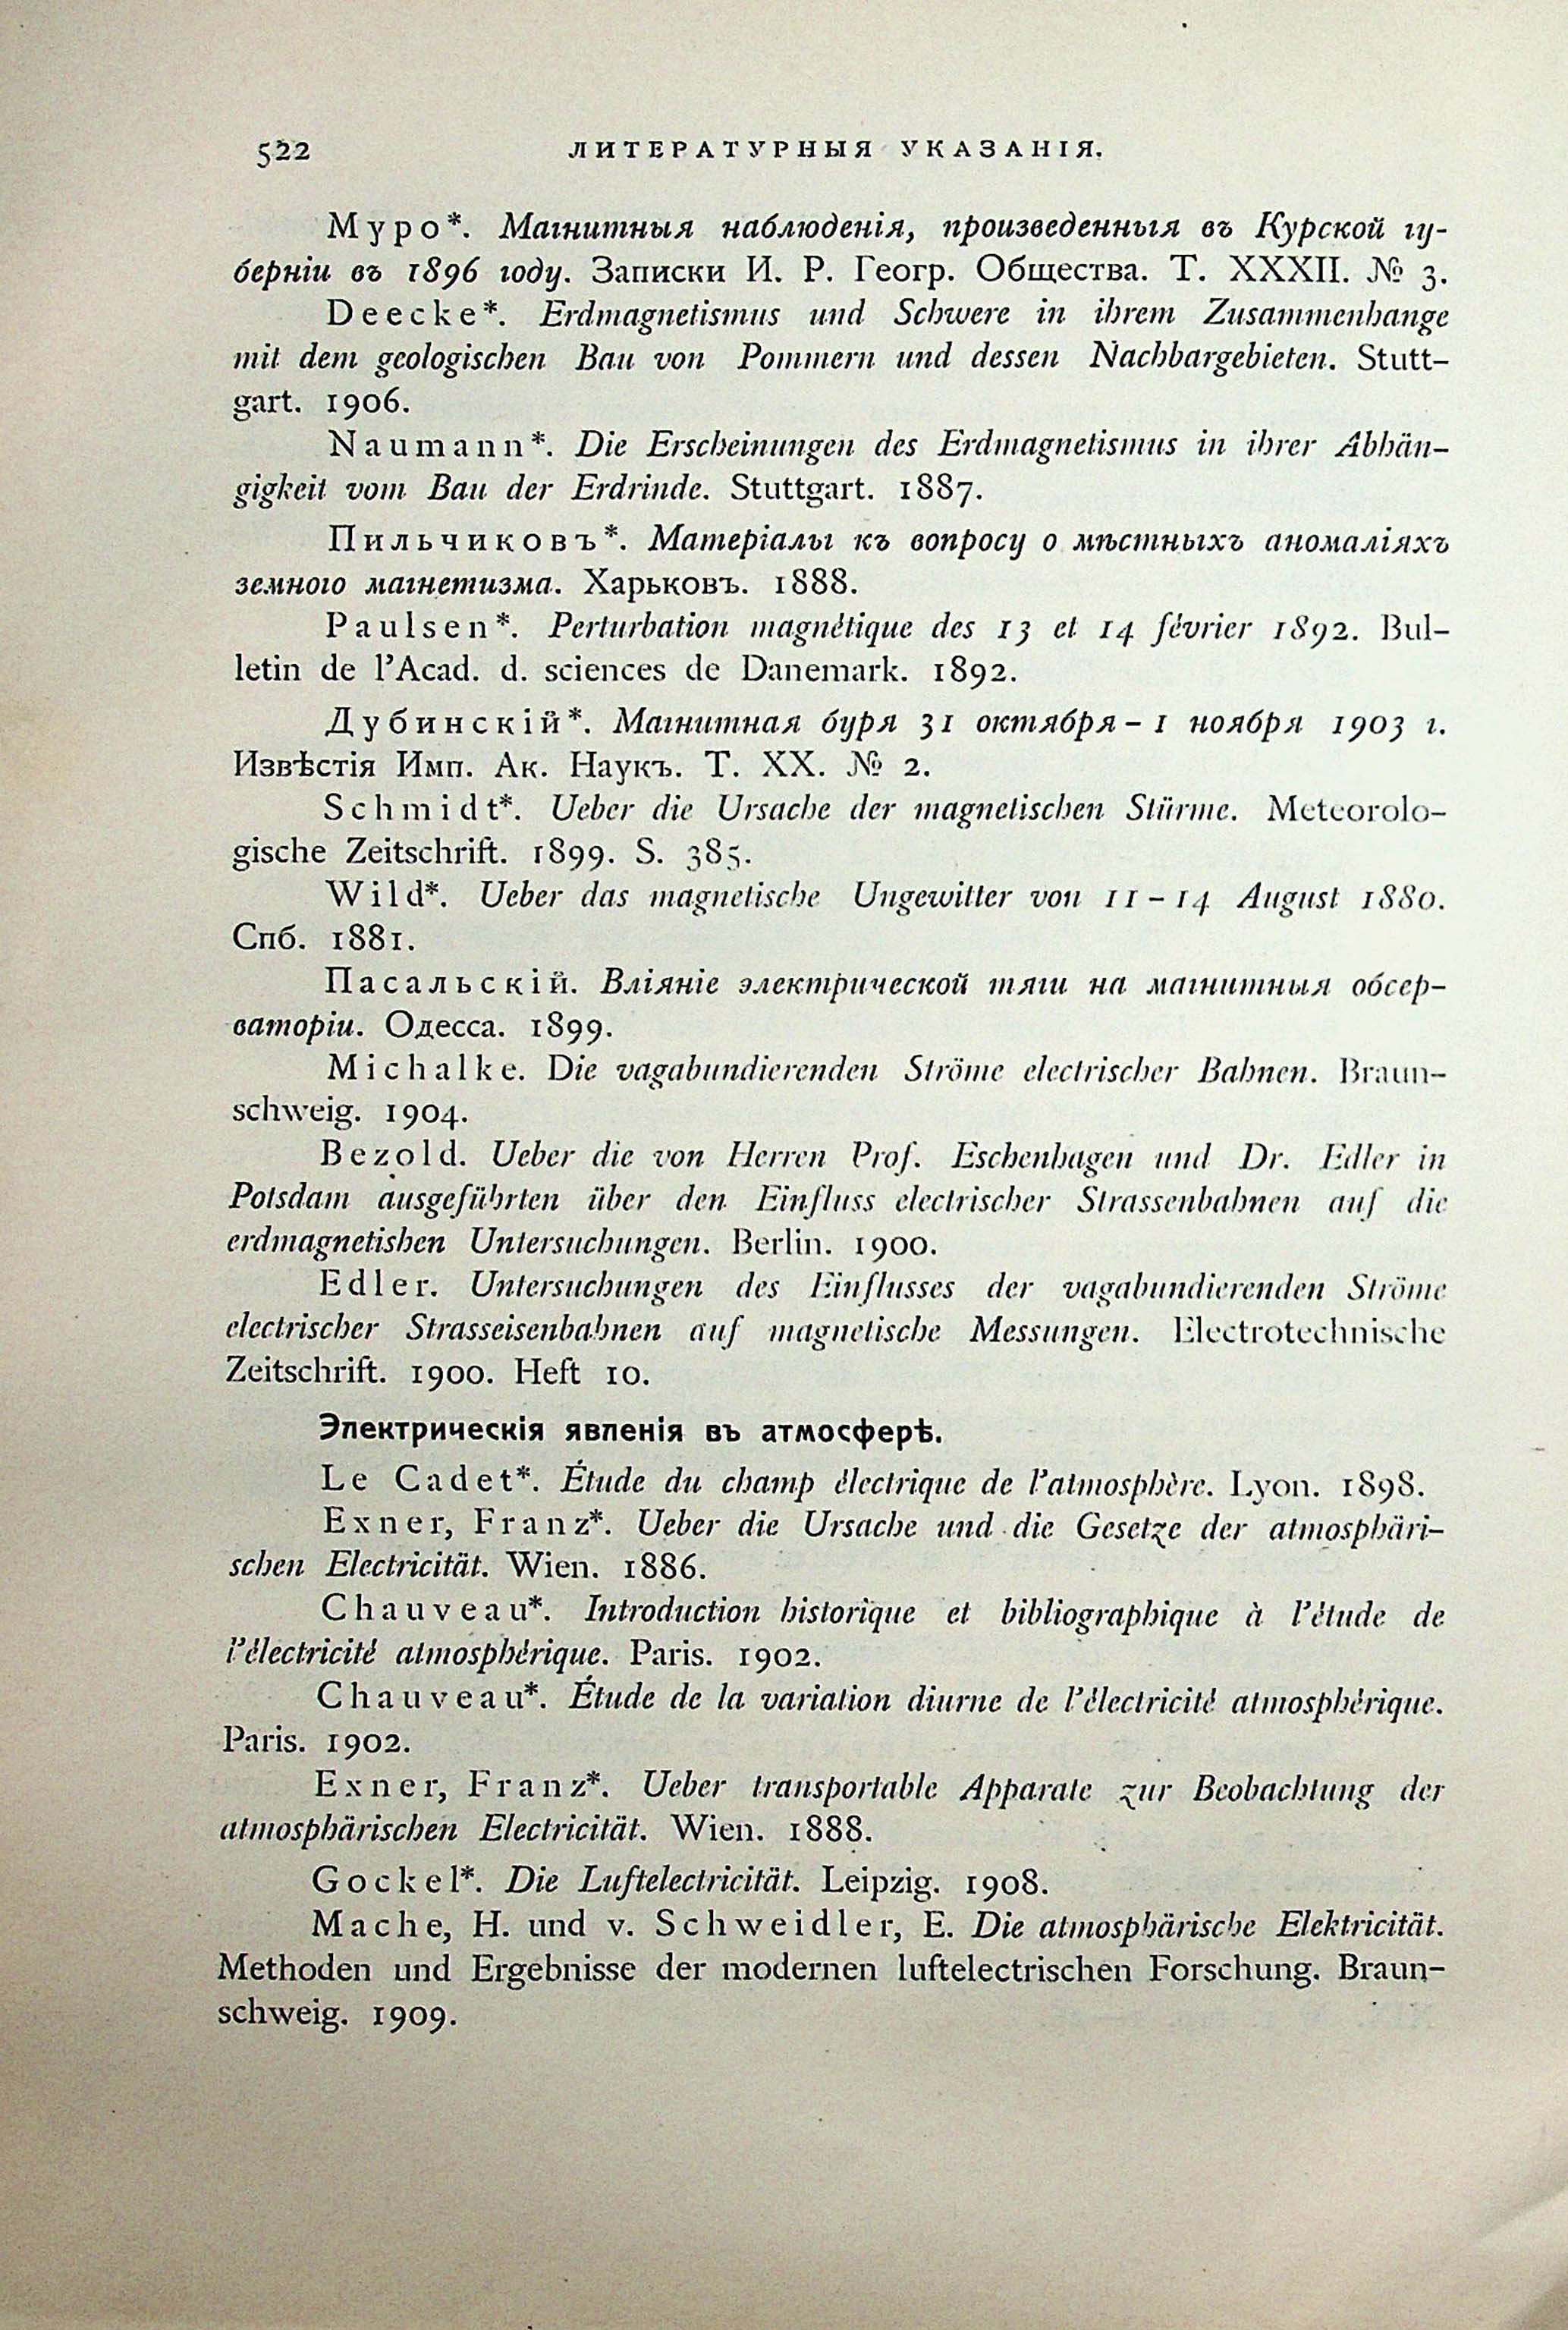 522 ЛИТЕРАТУРНЫЯ УКАЗАНІЯ.
Муро*. Магнитныя наблюденія, произведенныя въ Курской гу-
берніи въ 1896 году. Записки И. Р. Геогр. Общества. Т. XXXII. № 3.
Deecke*. Erdmagnetismus und Schwere in ihrem Zusammenhange
mit dem geologischen Bau von Pommern und dessen Nachbargebieten. Stutt-
gart. 1906.
Naumann*. Die Erscheinungen des Erdmagnetismus in ihrer Abhän-
gigkeit vom Bau der Erdrinde. Stuttgart. 1887.
Пильчиковъ*. Матеріалы къ вопросу о мѣстныхъ аномаліяхъ
земного магнетизма. Харьковъ. 1888.
Paulsen*. Perturbation magnétique des 13 et 14 février 1892. Bul-
letin de l'Acad. d. sciences de Danemark. 1892.
Дубинскій*. Магнитная буря 31 октября-1 ноября 1903 г.
Извѣстія Имп. Ак. Наукъ. Т. XX. № 2.
Schmidt*. Ueber die Ursache der magnetischen Stürme. Meteorolo-
gische Zeitschrift. 1899. S. 385.
Wild*. Ueber das magnetische Ungewitter von 11-14 August 1880.
Спб. 1881.
Пасальскій. Вліяніе электрической тяги на магнитныя обсер-
ваторіи. Одесса. 1899.
Michalke. Die vagabundierenden Ströme electrischer Bahnen. Braun-
schweig. 1904.
Bezold. Ueber die von Herren Prof. Eschenhagen und Dr. Edler in
Potsdam ausgeführten über den Einfluss electrischer Strassenbahnen auf die
erdmagnetishen Untersuchungen. Berlin. 1900.
Edler. Untersuchungen des Einflusses der vagabundierenden Ströme
electrischer Strasseisenbahnen auf magnetische Messungen. Electrotechnische
Zeitschrift. 1900. Heft 10.
Электрическія явленія въ атмосферѣ.
Le Cadet*. Étude du champ électrique de l'atmosphère. Lyon. 1898.
Exner, Franz*. Ueber die Ursache und die Gesetze der atmosphäri-
schen Electricität. Wien. 1886.
Chauveau*. Introduction historique et bibliographique à l'étude de
l'électricité atmosphérique. Paris. 1902.
Chauveau*. Étude de la variation diurne de l'électricité atmosphérique.
Paris. 1902.
Exner, Franz*. Ueber transportable Apparate zur Beobachtung der
atmosphärischen Electricität. Wien. 1888.
Gockel*. Die Luftelectricität. Leipzig. 1908.
Mache, H. und v. Schweidler, E. Die atmosphärische Elektricität.
Methoden und Ergebnisse der modernen luftelectrischen Forschung. Braun-
schweig. 1909.